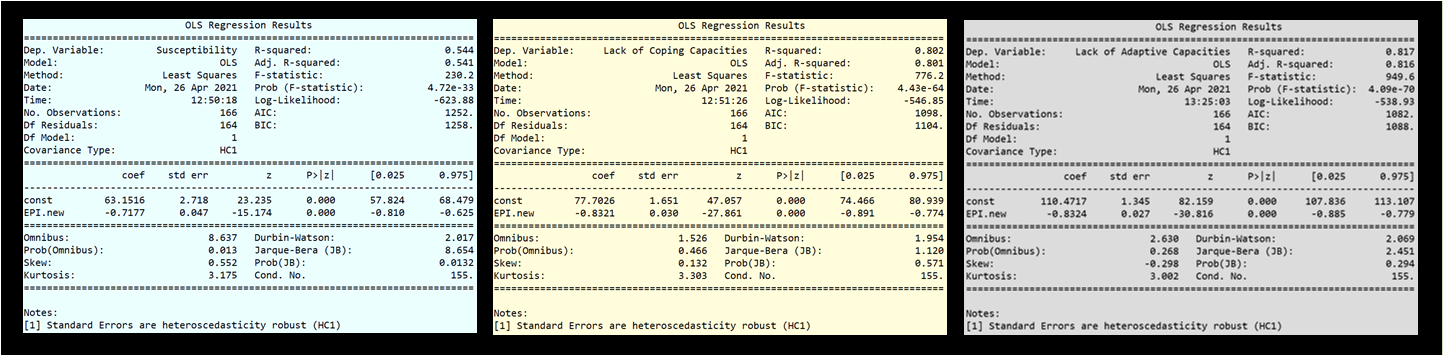 OLS Regression Results
==============================================================================
Dep. Variable: Susceptibility R-squared: 0.544
Model: OLS Adj. R-squared: 0.541
Method: Least Squares F-statistic: 230.2
Date: Mon, 26 Apr 2021 Prob (F-statistic): 4.72e-33
Time: 12:50:18 Log-Likelihood: -623.88
No. Observations: 166 AIC: 1252.
Df Residuals: 164 BIC: 1258.
Df Model: 1
Covariance Type: HC1
==============================================================================
coef std err z P>|z| [0.025 0.975]
------------------------------------------------------------------------------
const 63.1516 2.718 23.235 0.000 57.824 68.479
EPI.new -0.7177 0.047 -15.174 0.000 -0.810 -0.625
==============================================================================
Omnibus: 8.637 Durbin-Watson: 2.017
Prob(Omnibus): 0.013 Jarque-Bera (JB): 8.654
Skew: 0.552 Prob(JB): 0.0132
Kurtosis: 3.175 Cond. No. 155.
==============================================================================
Notes:
[1] Standard Errors are heteroscedasticity robust (HC1)
OLS Regression Results
==============================================================================
Dep. Variable: Lack of Coping Capacities R-squared: 0.802
Model: OLS Adj. R-squared: 0.801
Method: Least Squares F-statistic: 776.2
Date: Mon, 26 Apr 2021 Prob (F-statistic): 4.43e-64
Time: 12:51:26 Log-Likelihood: -546.85
No. Observations: 166 AIC: 1098.
Df Residuals: 164 BIC: 1104.
Df Model: 1
Covariance Type: HC1
==============================================================================
coef std err z P>|z| [0.025 0.975]
------------------------------------------------------------------------------
const 77.7026 1.651 47.057 0.000 74.466 80.939
EPI.new -0.8321 0.030 -27.861 0.000 -0.891 -0.774
==============================================================================
Omnibus: 1.526 Durbin-Watson: 1.954
Prob(Omnibus): 0.466 Jarque-Bera (JB): 1.120
Skew: 0.132 Prob(JB): 0.571
Kurtosis: 3.303 Cond. No. 155.
==============================================================================
Notes:
[1] Standard Errors are heteroscedasticity robust (HC1)
OLS Regression Results
==============================================================================
Dep. Variable: Lack of Adaptive Capacities R-squared: 0.817
Model: OLS Adj. R-squared: 0.816
Method: Least Squares F-statistic: 949.6
Date: Mon, 26 Apr 2021 Prob (F-statistic): 4.09e-70
Time: 13:25:03 Log-Likelihood: -538.93
No. Observations: 166 AIC: 1082.
Df Residuals: 164 BIC: 1088.
Df Model: 1
Covariance Type: HC1
==============================================================================
coef std err z P>|z| [0.025 0.975]
------------------------------------------------------------------------------
const 110.4717 1.345 82.159 0.000 107.836 113.107
EPI.new -0.8324 0.027 -30.816 0.000 -0.885 -0.779
==============================================================================
Omnibus: 2.630 Durbin-Watson: 2.069
Prob(Omnibus): 0.268 Jarque-Bera (JB): 2.451
Skew: -0.298 Prob(JB): 0.294
Kurtosis: 3.002 Cond. No. 155.
==============================================================================
Notes:
[1] Standard Errors are heteroscedasticity robust (HC1)